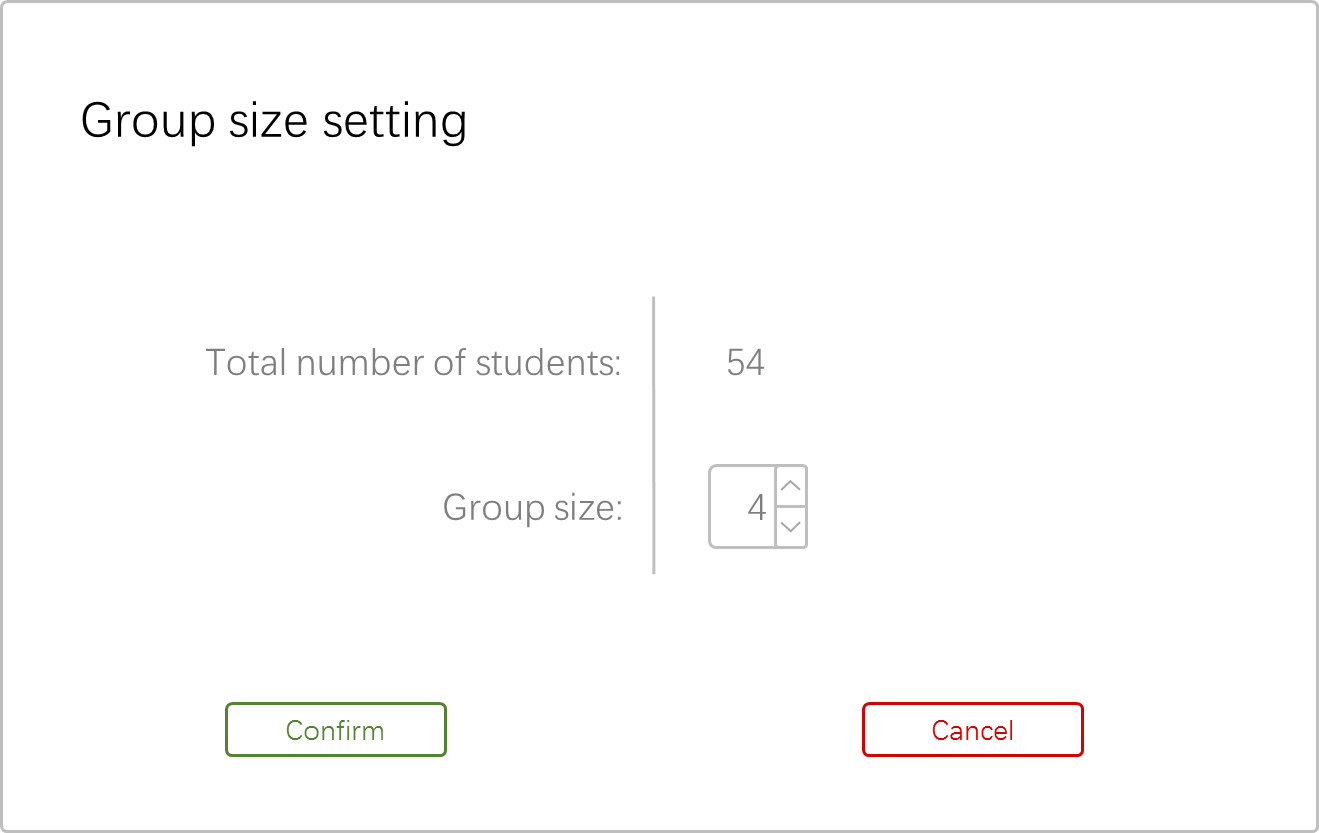 Group size setting
Total number of students: 54
Group size: 4
Confirm Cancel